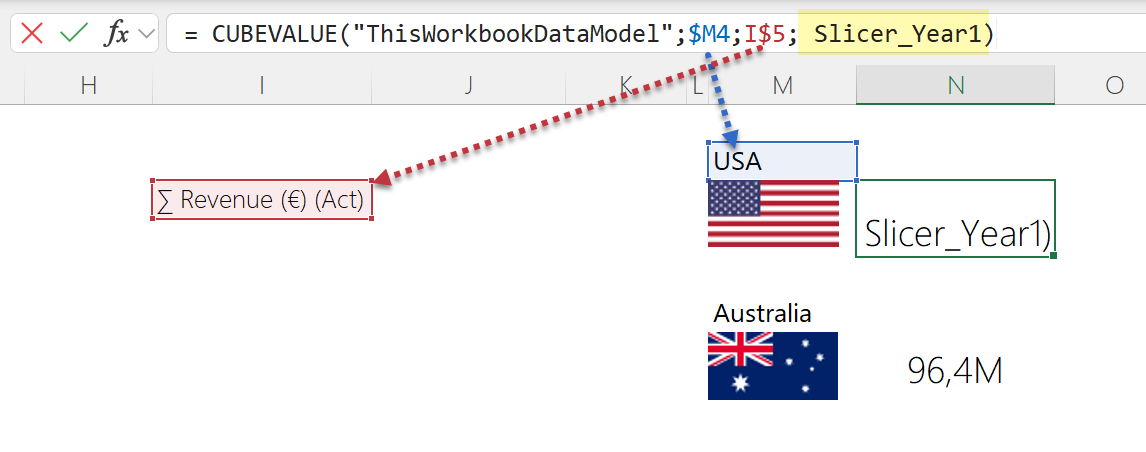 fx = CUBEVALUE("ThisWorkbookDataModel";$M4;I$5; Slicer_Year1)
H I J K L M N O
USA
∑ Revenue (€) (Act)
Slicer_Year1)
Australia
96,4M